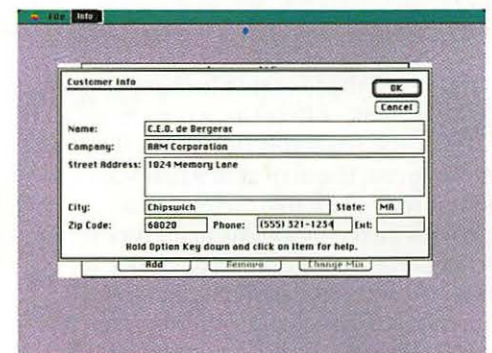 File Info
Customer Info
OK
Cancel
Name: C.E.O. de Bergerac
Company: RAM Corporation
Street Address: 1024 Memory Lane
City: Chipswich State: MA
Zip Code: 68020 Phone: (555) 321-1234 Ext:
Hold Option Key down and click on item for help.
Add Remove Change Mix